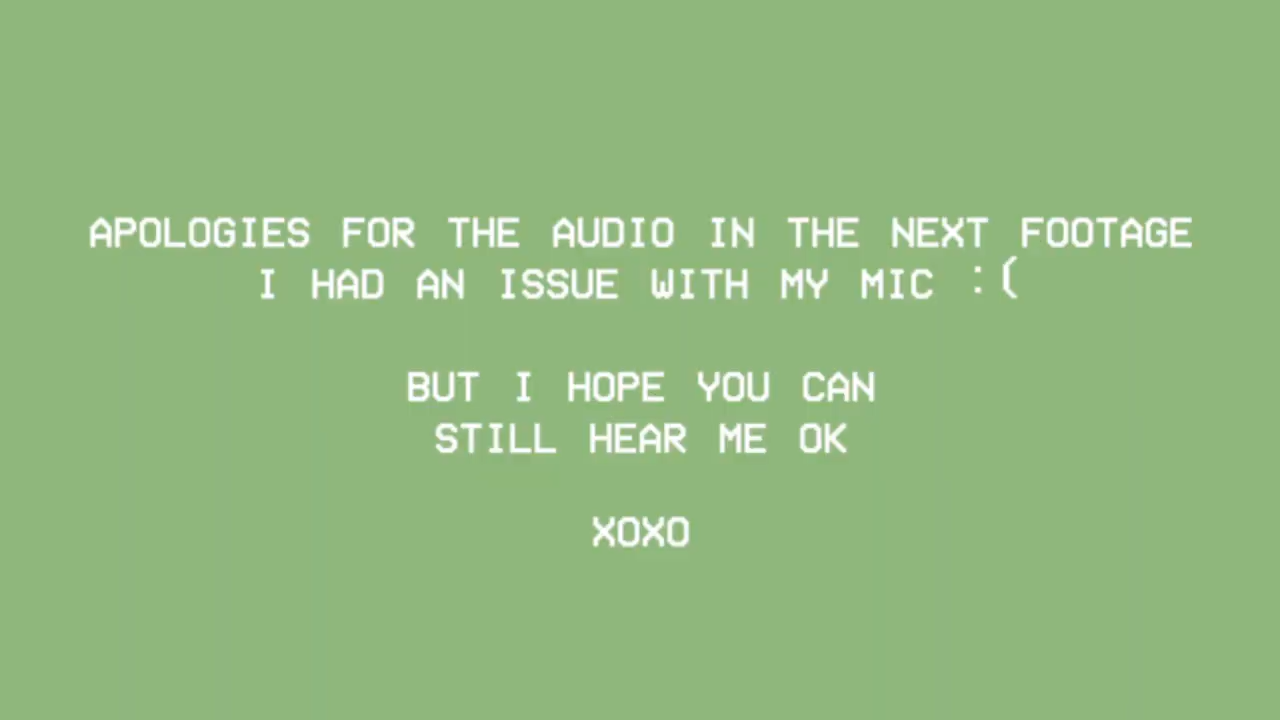 APOLOGIES FOR THE AUDIO IN THE NEXT FOOTAGE
I HAD AN ISSUE WITH MY MIC :(
BUT I HOPE YOU CAN
STILL HEAR ME OK
XOXO